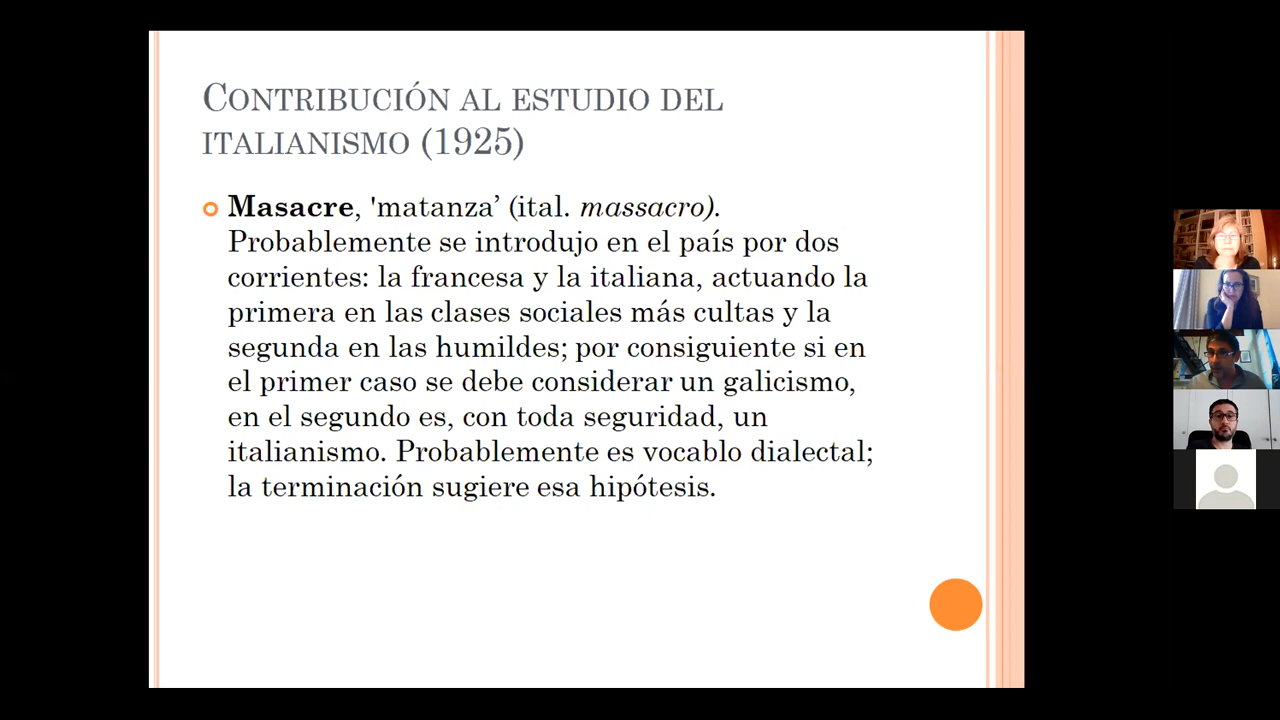 CONTRIBUCIÓN AL ESTUDIO DEL
ITALIANISMO (1925)
Masacre, 'matanza’ (ital. massacro).
Probablemente se introdujo en el país por dos
corrientes: la francesa y la italiana, actuando la
primera en las clases sociales más cultas y la
segunda en las humildes; por consiguiente si en
el primer caso se debe considerar un galicismo,
en el segundo es, con toda seguridad, un
italianismo. Probablemente es vocablo dialectal;
la terminación sugiere esa hipótesis.